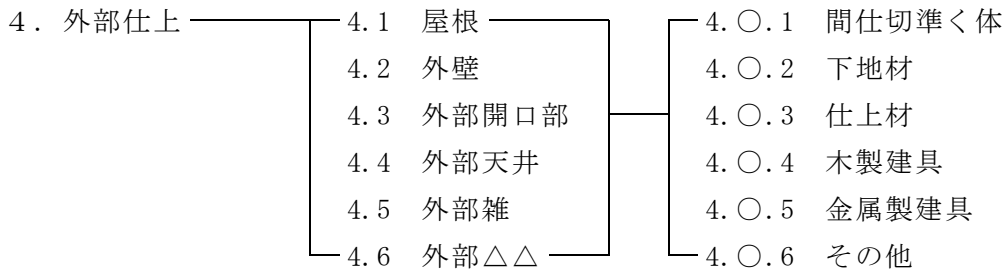 ４. 外部仕上 4.1 屋根 4.〇.1 間仕切準く体
4.2 外壁 4.〇.2 下地材
4.3 外部開口部 4.〇.3 仕上材
4.4 外部天井 4.〇.4 木製建具
4.5 外部雑 4.〇.5 金属製建具
4.6 外部△△ 4.〇.6 その他